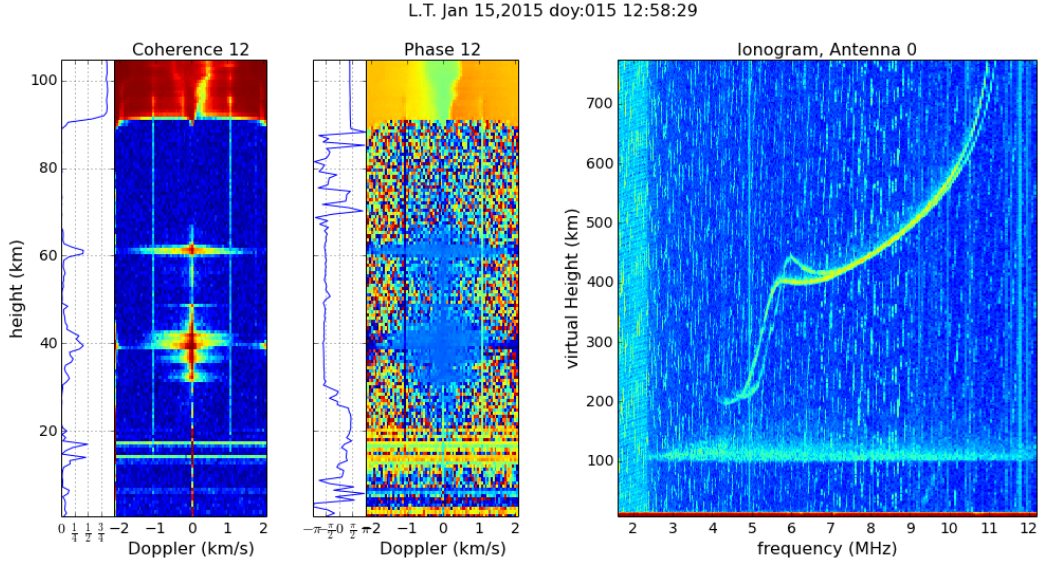 L.T. Jan 15,2015 doy:015 12:58:29
Coherence 12
Phase 12
Ionogram, Antenna 0
height (km)
100
80
60
40
20
0 1/4 1/2 3/4
−2 −1 0 1 2
Doppler (km/s)
−π −π/2 0 π/2 π
−2 −1 0 1 2
Doppler (km/s)
virtual Height (km)
700
600
500
400
300
200
100
2 3 4 5 6 7 8 9 10 11 12
frequency (MHz)